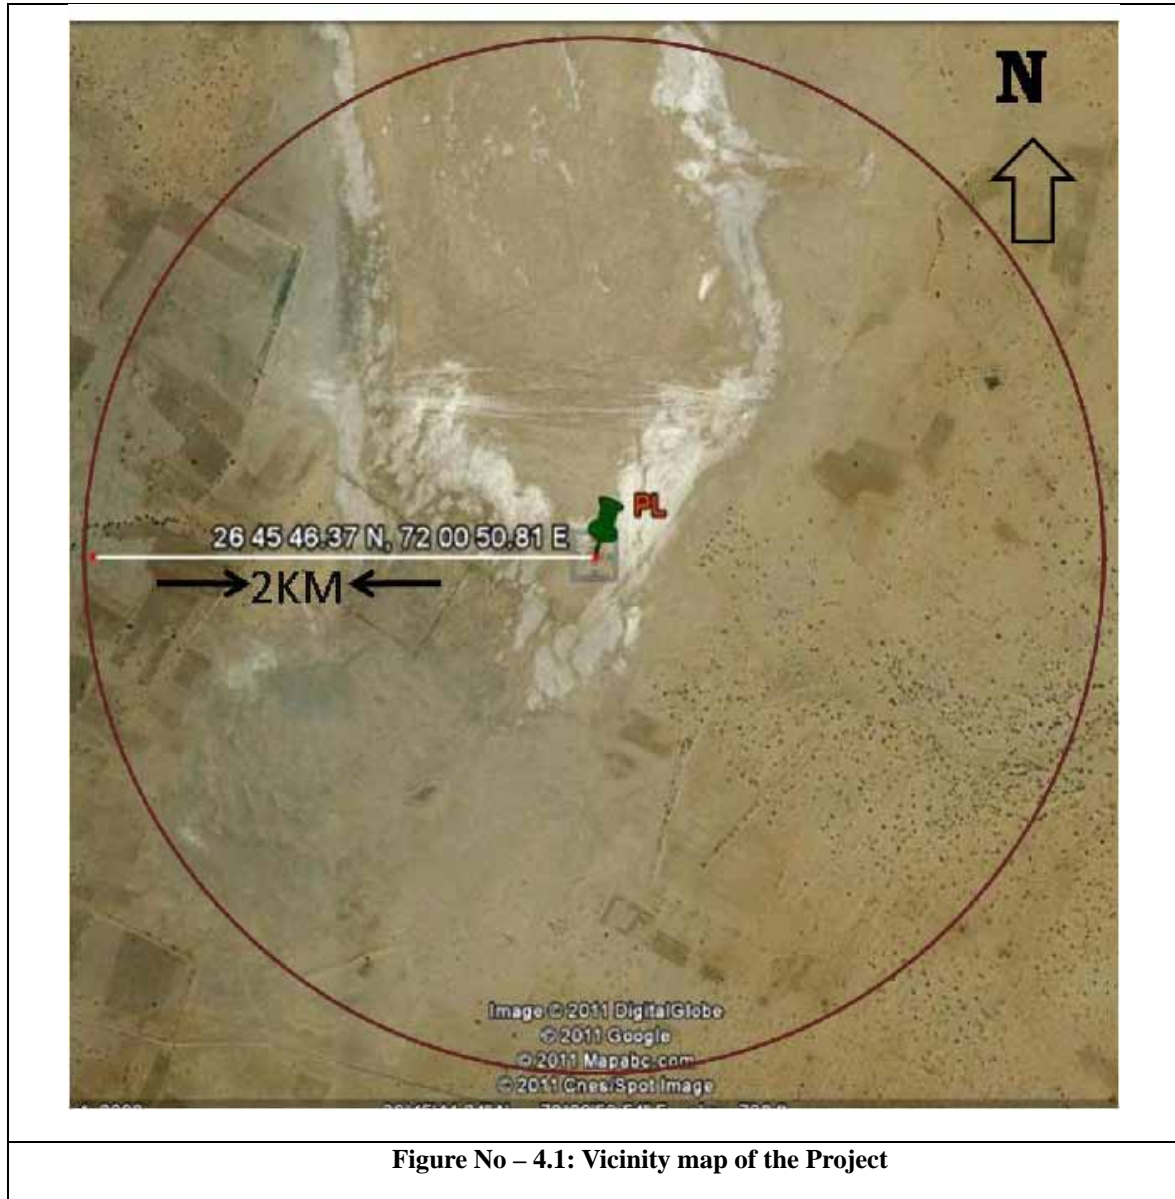 N
PL
26 45 46.37 N, 72 00 50.81 E
2KM
Image © 2011 DigitalGlobe
© 2011 Google
© 2011 Mapabc.com
© 2011 Cnes/Spot Image
Figure No – 4.1: Vicinity map of the Project